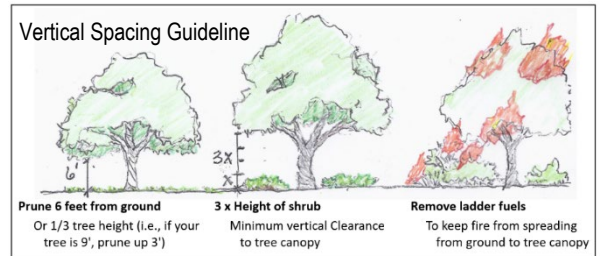 Vertical Spacing Guideline
6'
3X
X
Prune 6 feet from ground
Or 1/3 tree height (i.e., if your
tree is 9', prune up 3')
3 x Height of shrub
Minimum vertical Clearance
to tree canopy
Remove ladder fuels
To keep fire from spreading
from ground to tree canopy